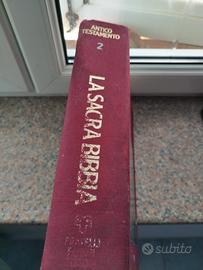 ANTICO
TESTAMENTO
2
LA SACRA BIBBIA
subito